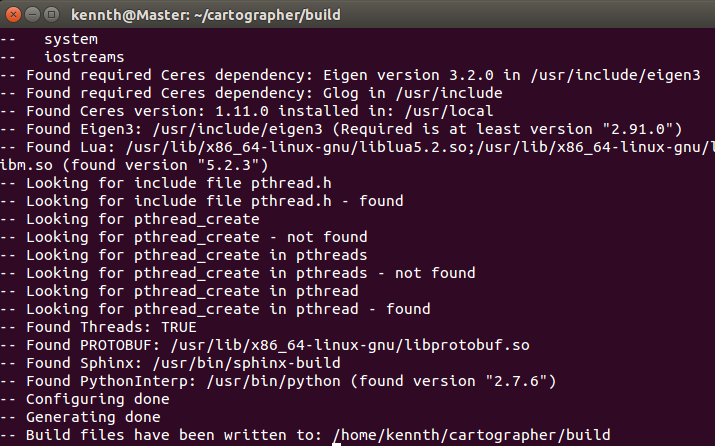 kennth@Master: ~/cartographer/build
--   system
--   iostreams
-- Found required Ceres dependency: Eigen version 3.2.0 in /usr/include/eigen3
-- Found required Ceres dependency: Glog in /usr/include
-- Found Ceres version: 1.11.0 installed in: /usr/local
-- Found Eigen3: /usr/include/eigen3 (Required is at least version "2.91.0")
-- Found Lua: /usr/lib/x86_64-linux-gnu/liblua5.2.so;/usr/lib/x86_64-linux-gnu/l
ibm.so (found version "5.2.3")
-- Looking for include file pthread.h
-- Looking for include file pthread.h - found
-- Looking for pthread_create
-- Looking for pthread_create - not found
-- Looking for pthread_create in pthreads
-- Looking for pthread_create in pthreads - not found
-- Looking for pthread_create in pthread
-- Looking for pthread_create in pthread - found
-- Found Threads: TRUE
-- Found PROTOBUF: /usr/lib/x86_64-linux-gnu/libprotobuf.so
-- Found Sphinx: /usr/bin/sphinx-build
-- Found PythonInterp: /usr/bin/python (found version "2.7.6")
-- Configuring done
-- Generating done
-- Build files have been written to: /home/kennth/cartographer/build